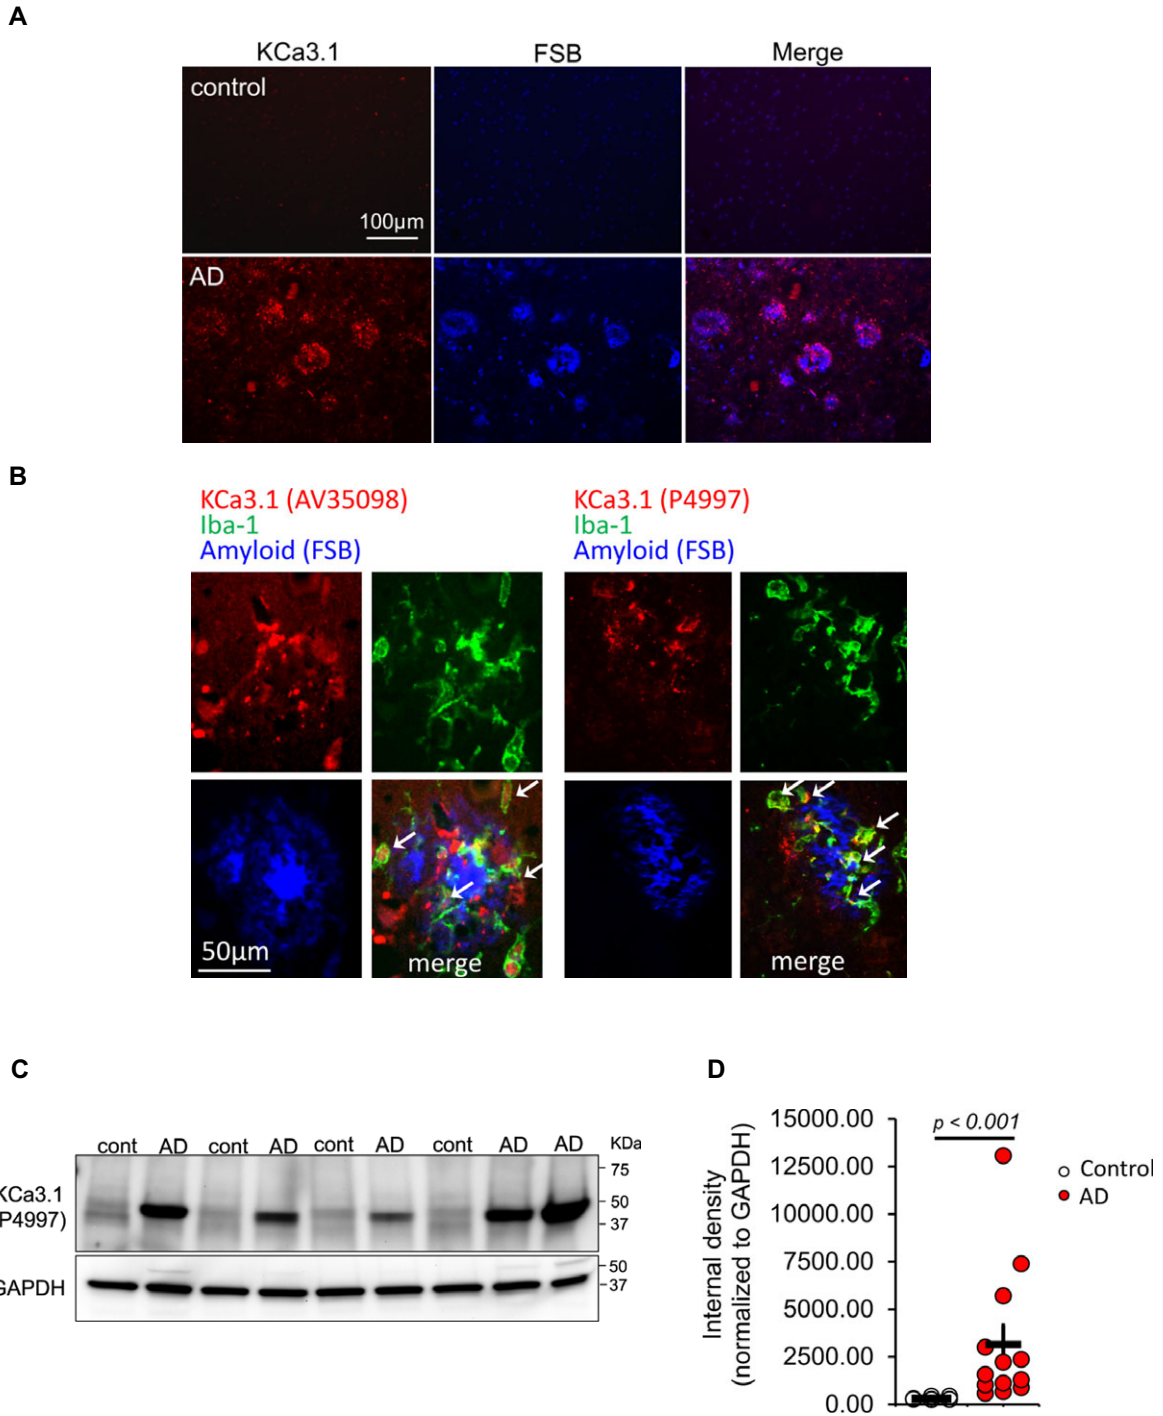 A
KCa3.1 FSB Merge
control
100µm
AD
B
KCa3.1 (AV35098)
Iba-1
Amyloid (FSB)
KCa3.1 (P4997)
Iba-1
Amyloid (FSB)
50µm
merge
merge
C
cont AD cont AD cont AD cont AD AD KDa
75
KCa3.1
P4997)
50
37
GAPDH
50
37
D
Internal density
(normalized to GAPDH)
15000.00
12500.00
10000.00
7500.00
5000.00
2500.00
0.00
p < 0.001
Control
AD